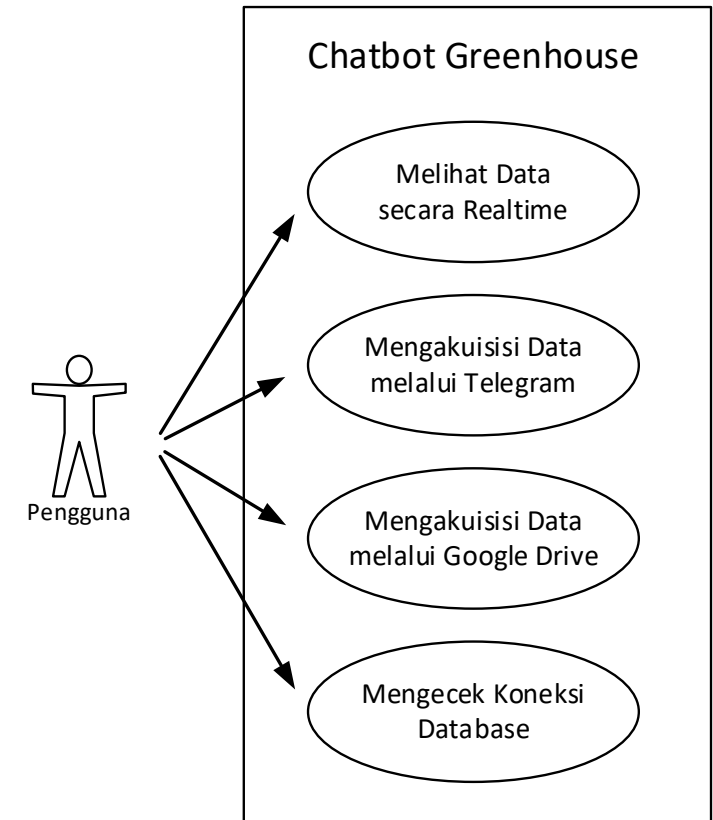 Chatbot Greenhouse
Melihat Data
secara Realtime
Mengakuisisi Data
melalui Telegram
Mengakuisisi Data
melalui Google Drive
Mengecek Koneksi
Database
Pengguna